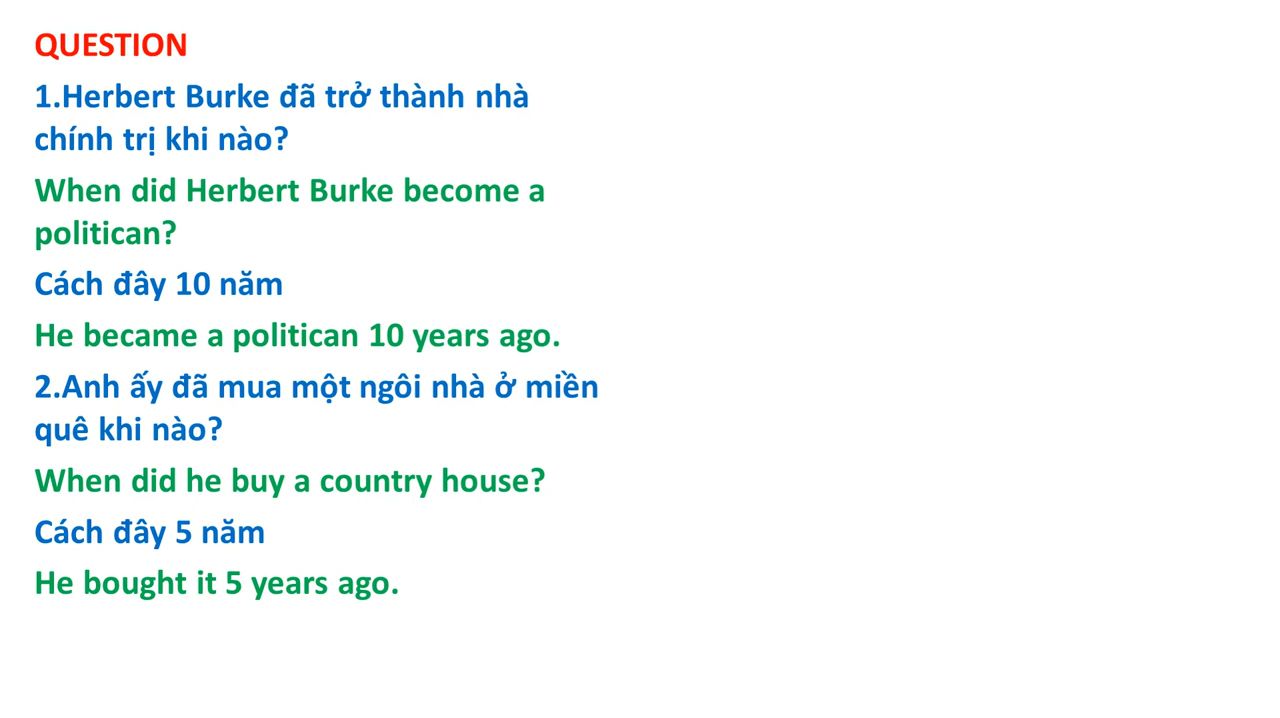 QUESTION
1.Herbert Burke đã trở thành nhà
chính trị khi nào?
When did Herbert Burke become a
politican?
Cách đây 10 năm
He became a politican 10 years ago.
2.Anh ấy đã mua một ngôi nhà ở miền
quê khi nào?
When did he buy a country house?
Cách đây 5 năm
He bought it 5 years ago.